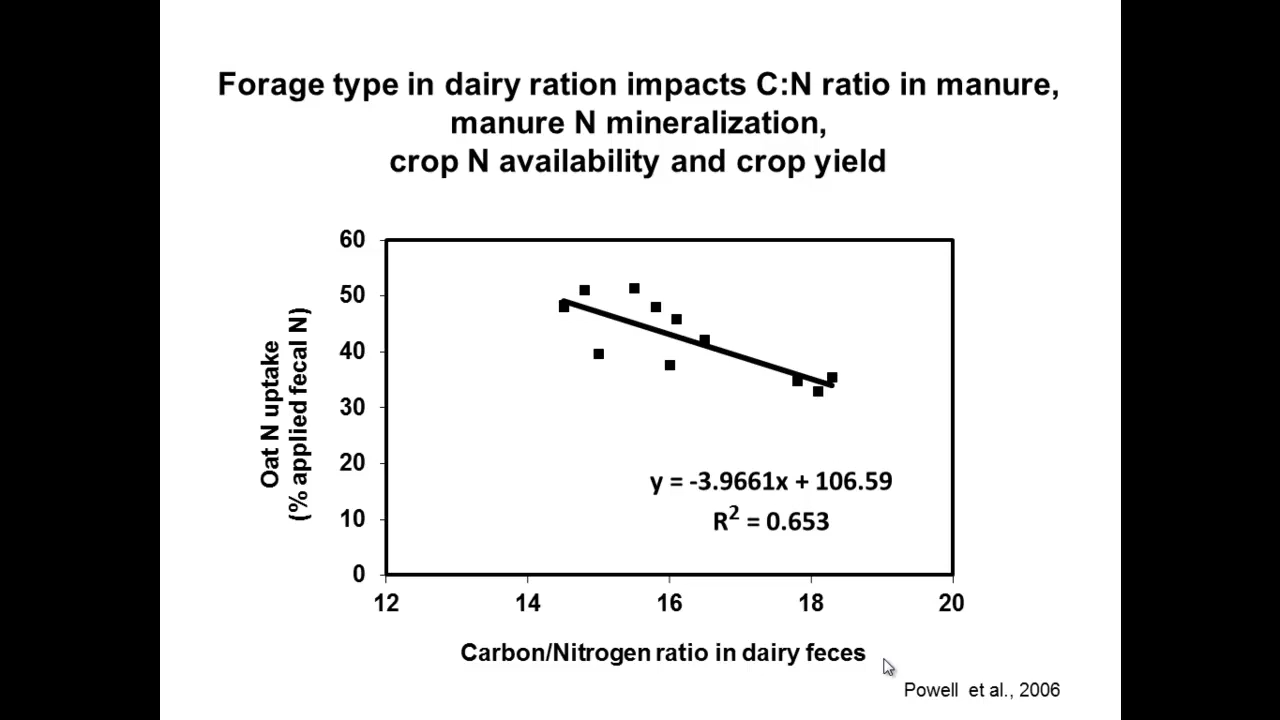 Forage type in dairy ration impacts C:N ratio in manure,
manure N mineralization,
crop N availability and crop yield
60
50
40
30
20
10
0
Oat N uptake
(% applied fecal N)
y = -3.9661x + 106.59
R² = 0.653
12 14 16 18 20
Carbon/Nitrogen ratio in dairy feces
Powell et al., 2006